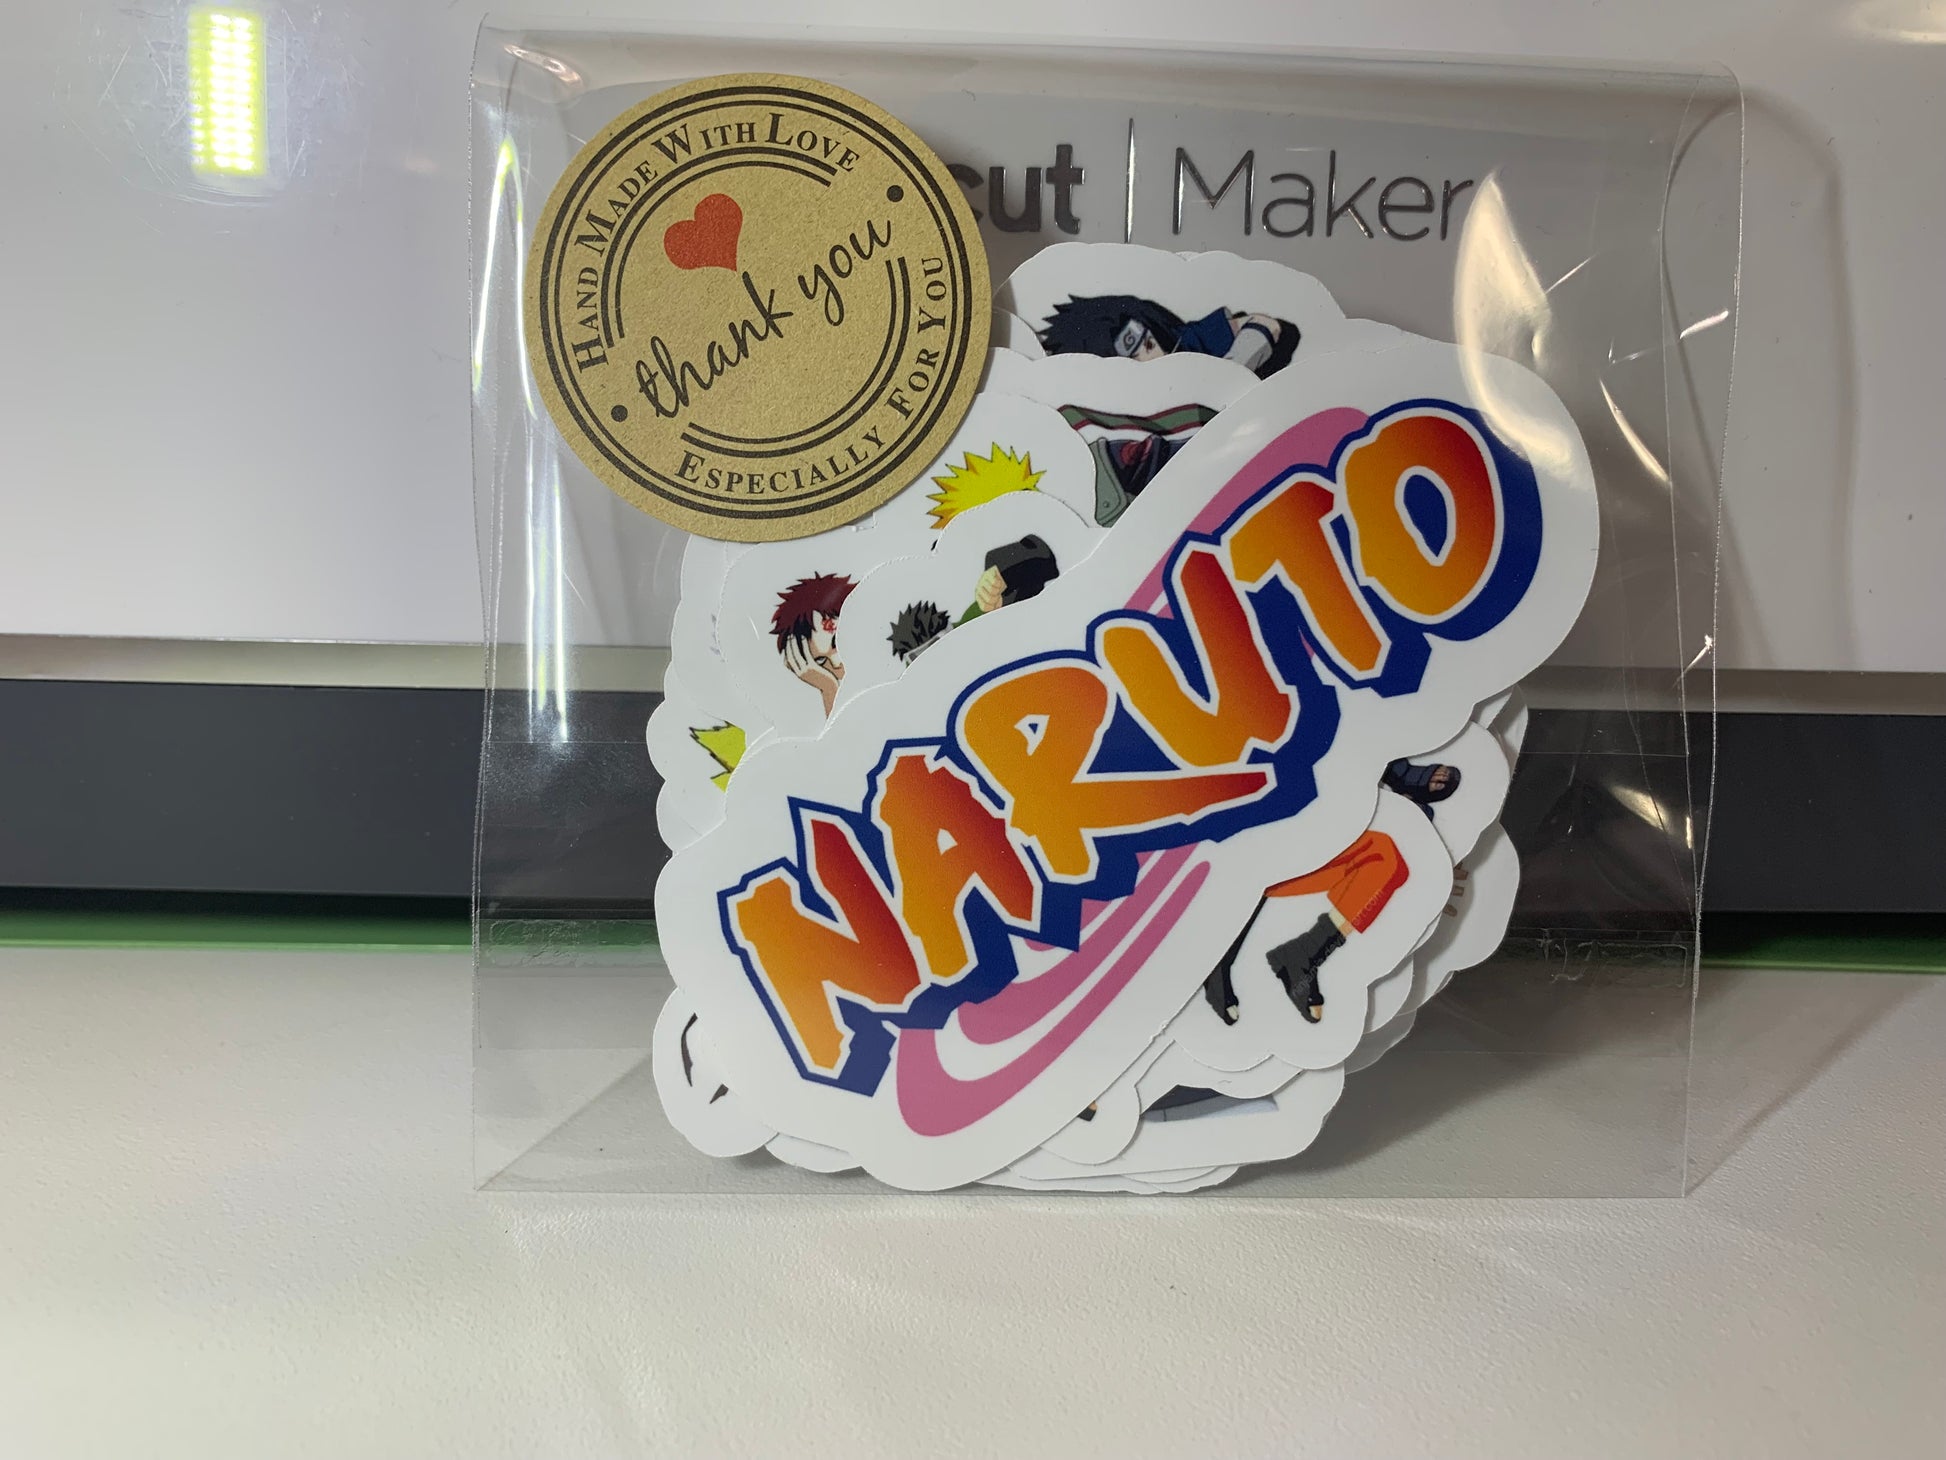 HAND MADE WITH LOVE
thank you
ESPECIALLY FOR YOU
cut | Maker
NARUTO